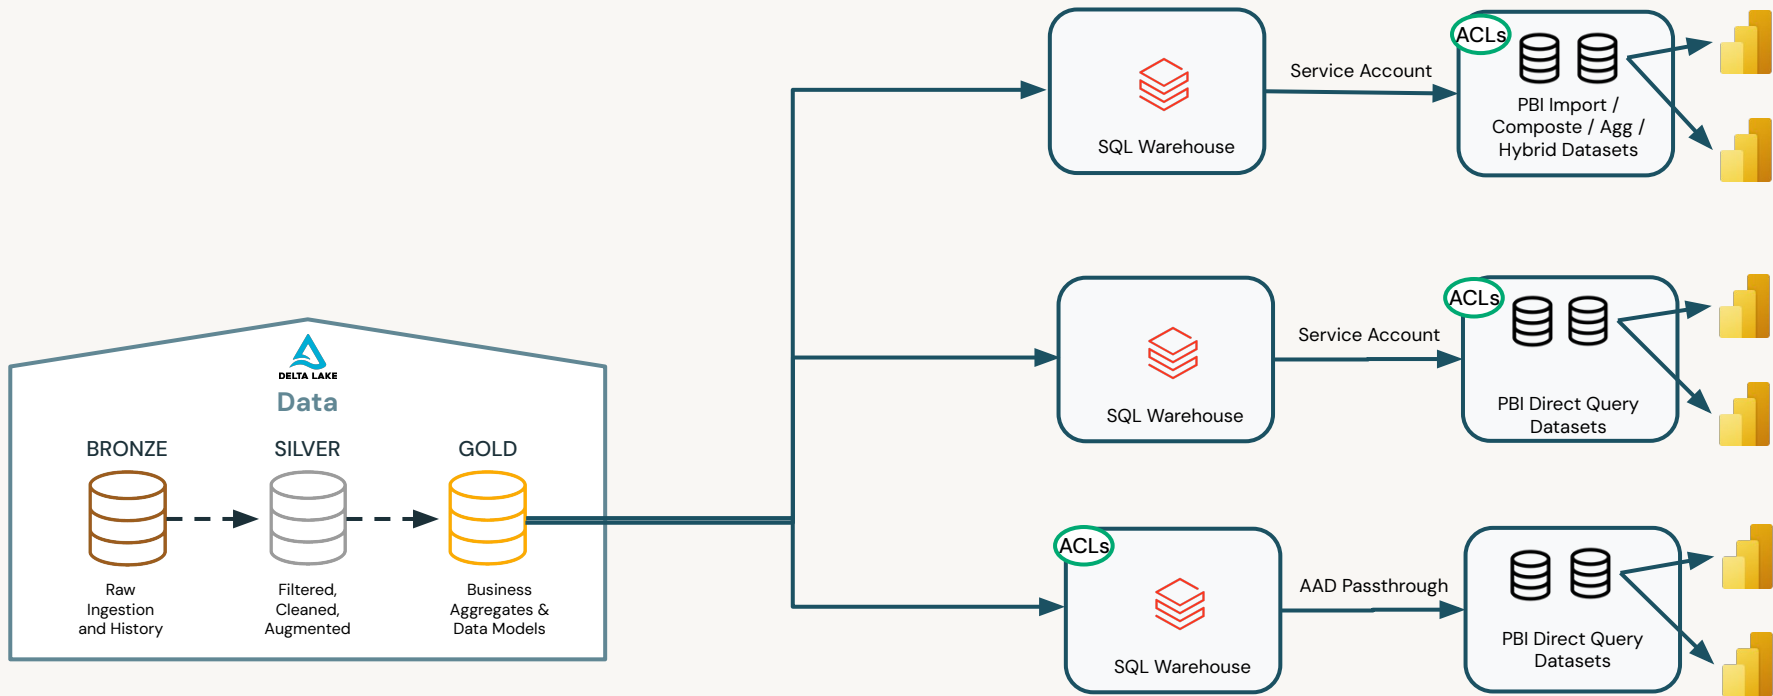 SQL Warehouse
Service Account
ACLs
PBI Import /
Composte / Agg /
Hybrid Datasets
SQL Warehouse
Service Account
ACLs
PBI Direct Query
Datasets
DELTA LAKE
Data
BRONZE
SILVER
GOLD
Raw
Ingestion
and History
Filtered,
Cleaned,
Augmented
Business
Aggregates &
Data Models
ACLs
SQL Warehouse
AAD Passthrough
PBI Direct Query
Datasets